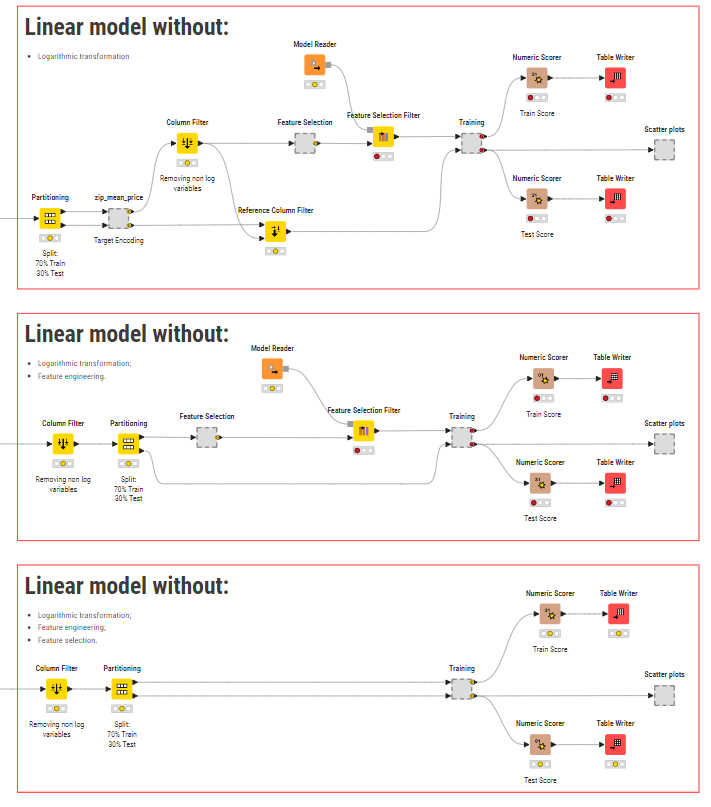 Linear model without:
Logarithmic transformation
Model Reader
Numeric Scorer
Table Writer
Train Score
Column Filter
Feature Selection
Feature Selection Filter
Training
Scatter plots
Removing non log
variables
Numeric Scorer
Table Writer
Test Score
Partitioning
zip_mean_price
Reference Column Filter
Target Encoding
Split:
70% Train
30% Test
Linear model without:
Logarithmic transformation;
Feature engineering.
Model Reader
Numeric Scorer
Table Writer
Train Score
Column Filter
Partitioning
Feature Selection
Feature Selection Filter
Training
Scatter plots
Removing non log
variables
Split:
70% Train
30% Test
Numeric Scorer
Table Writer
Test Score
Linear model without:
Logarithmic transformation;
Feature engineering;
Feature selection.
Numeric Scorer
Table Writer
Train Score
Column Filter
Partitioning
Training
Scatter plots
Removing non log
variables
Split:
70% Train
30% Test
Numeric Scorer
Table Writer
Test Score